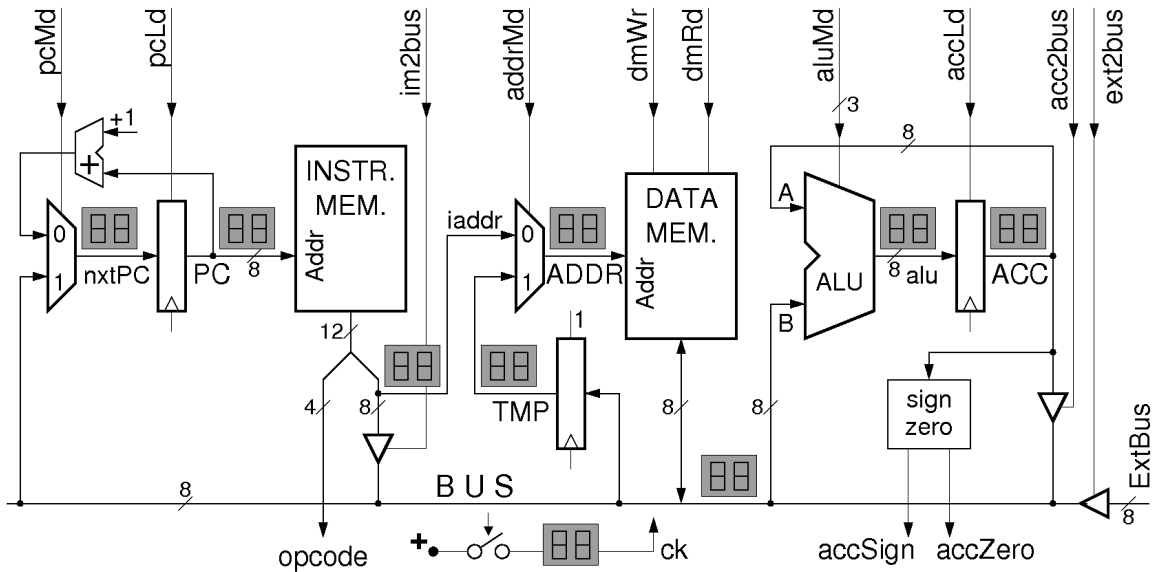 pcMd
pcLd
im2bus
addrMd
dmWr
dmRd
aluMd
accLd
acc2bus
ext2bus
+1
3
8
+
INSTR.
MEM.
DATA
MEM.
A
0
iaddr
0
1
nxtPC
PC
8
Addr
1
ADDR
Addr
ALU
8
alu
ACC
B
12
1
4
8
TMP
8
8
sign
zero
8
BUS
ExtBus
8
opcode
+
ck
accSign
accZero